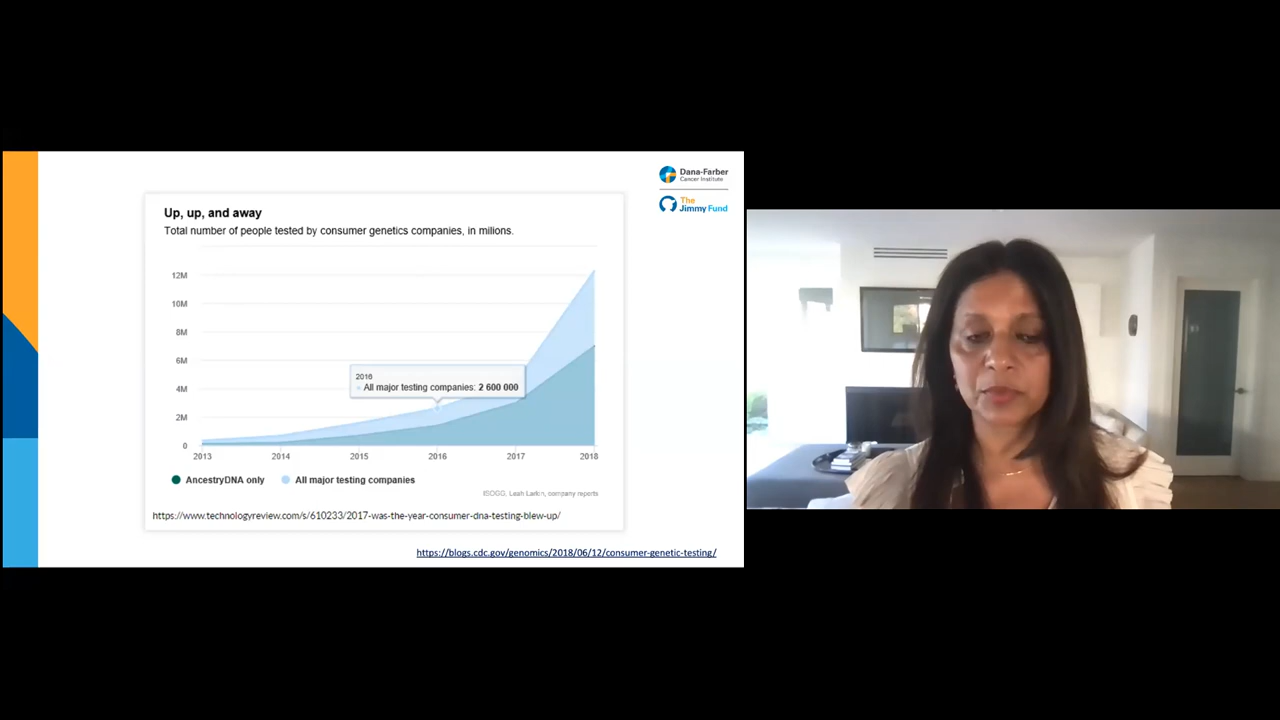 Dana-Farber
Cancer Institute
The
Jimmy Fund
Up, up, and away
Total number of people tested by consumer genetics companies, in milions.
12M
10M
8M
6M
4M
2M
0
2016
All major testing companies: 2 600 000
2013
2014
2015
2016
2017
2018
AncestryDNA only
All major testing companies
ISOGG, Leah Larkin, company reports
https://www.technologyreview.com/s/610233/2017-was-the-year-consumer-dna-testing-blew-up/
https://blogs.cdc.gov/genomics/2018/06/12/consumer-genetic-testing/